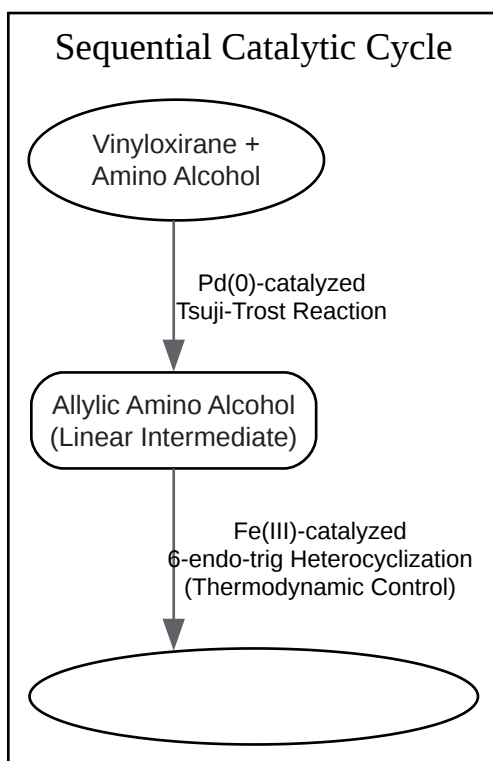 Sequential Catalytic Cycle
Vinyloxirane +
Amino Alcohol
Pd(0)-catalyzed
Tsuji-Trost Reaction
Allylic Amino Alcohol
(Linear Intermediate)
Fe(III)-catalyzed
6-endo-trig Heterocyclization
(Thermodynamic Control)